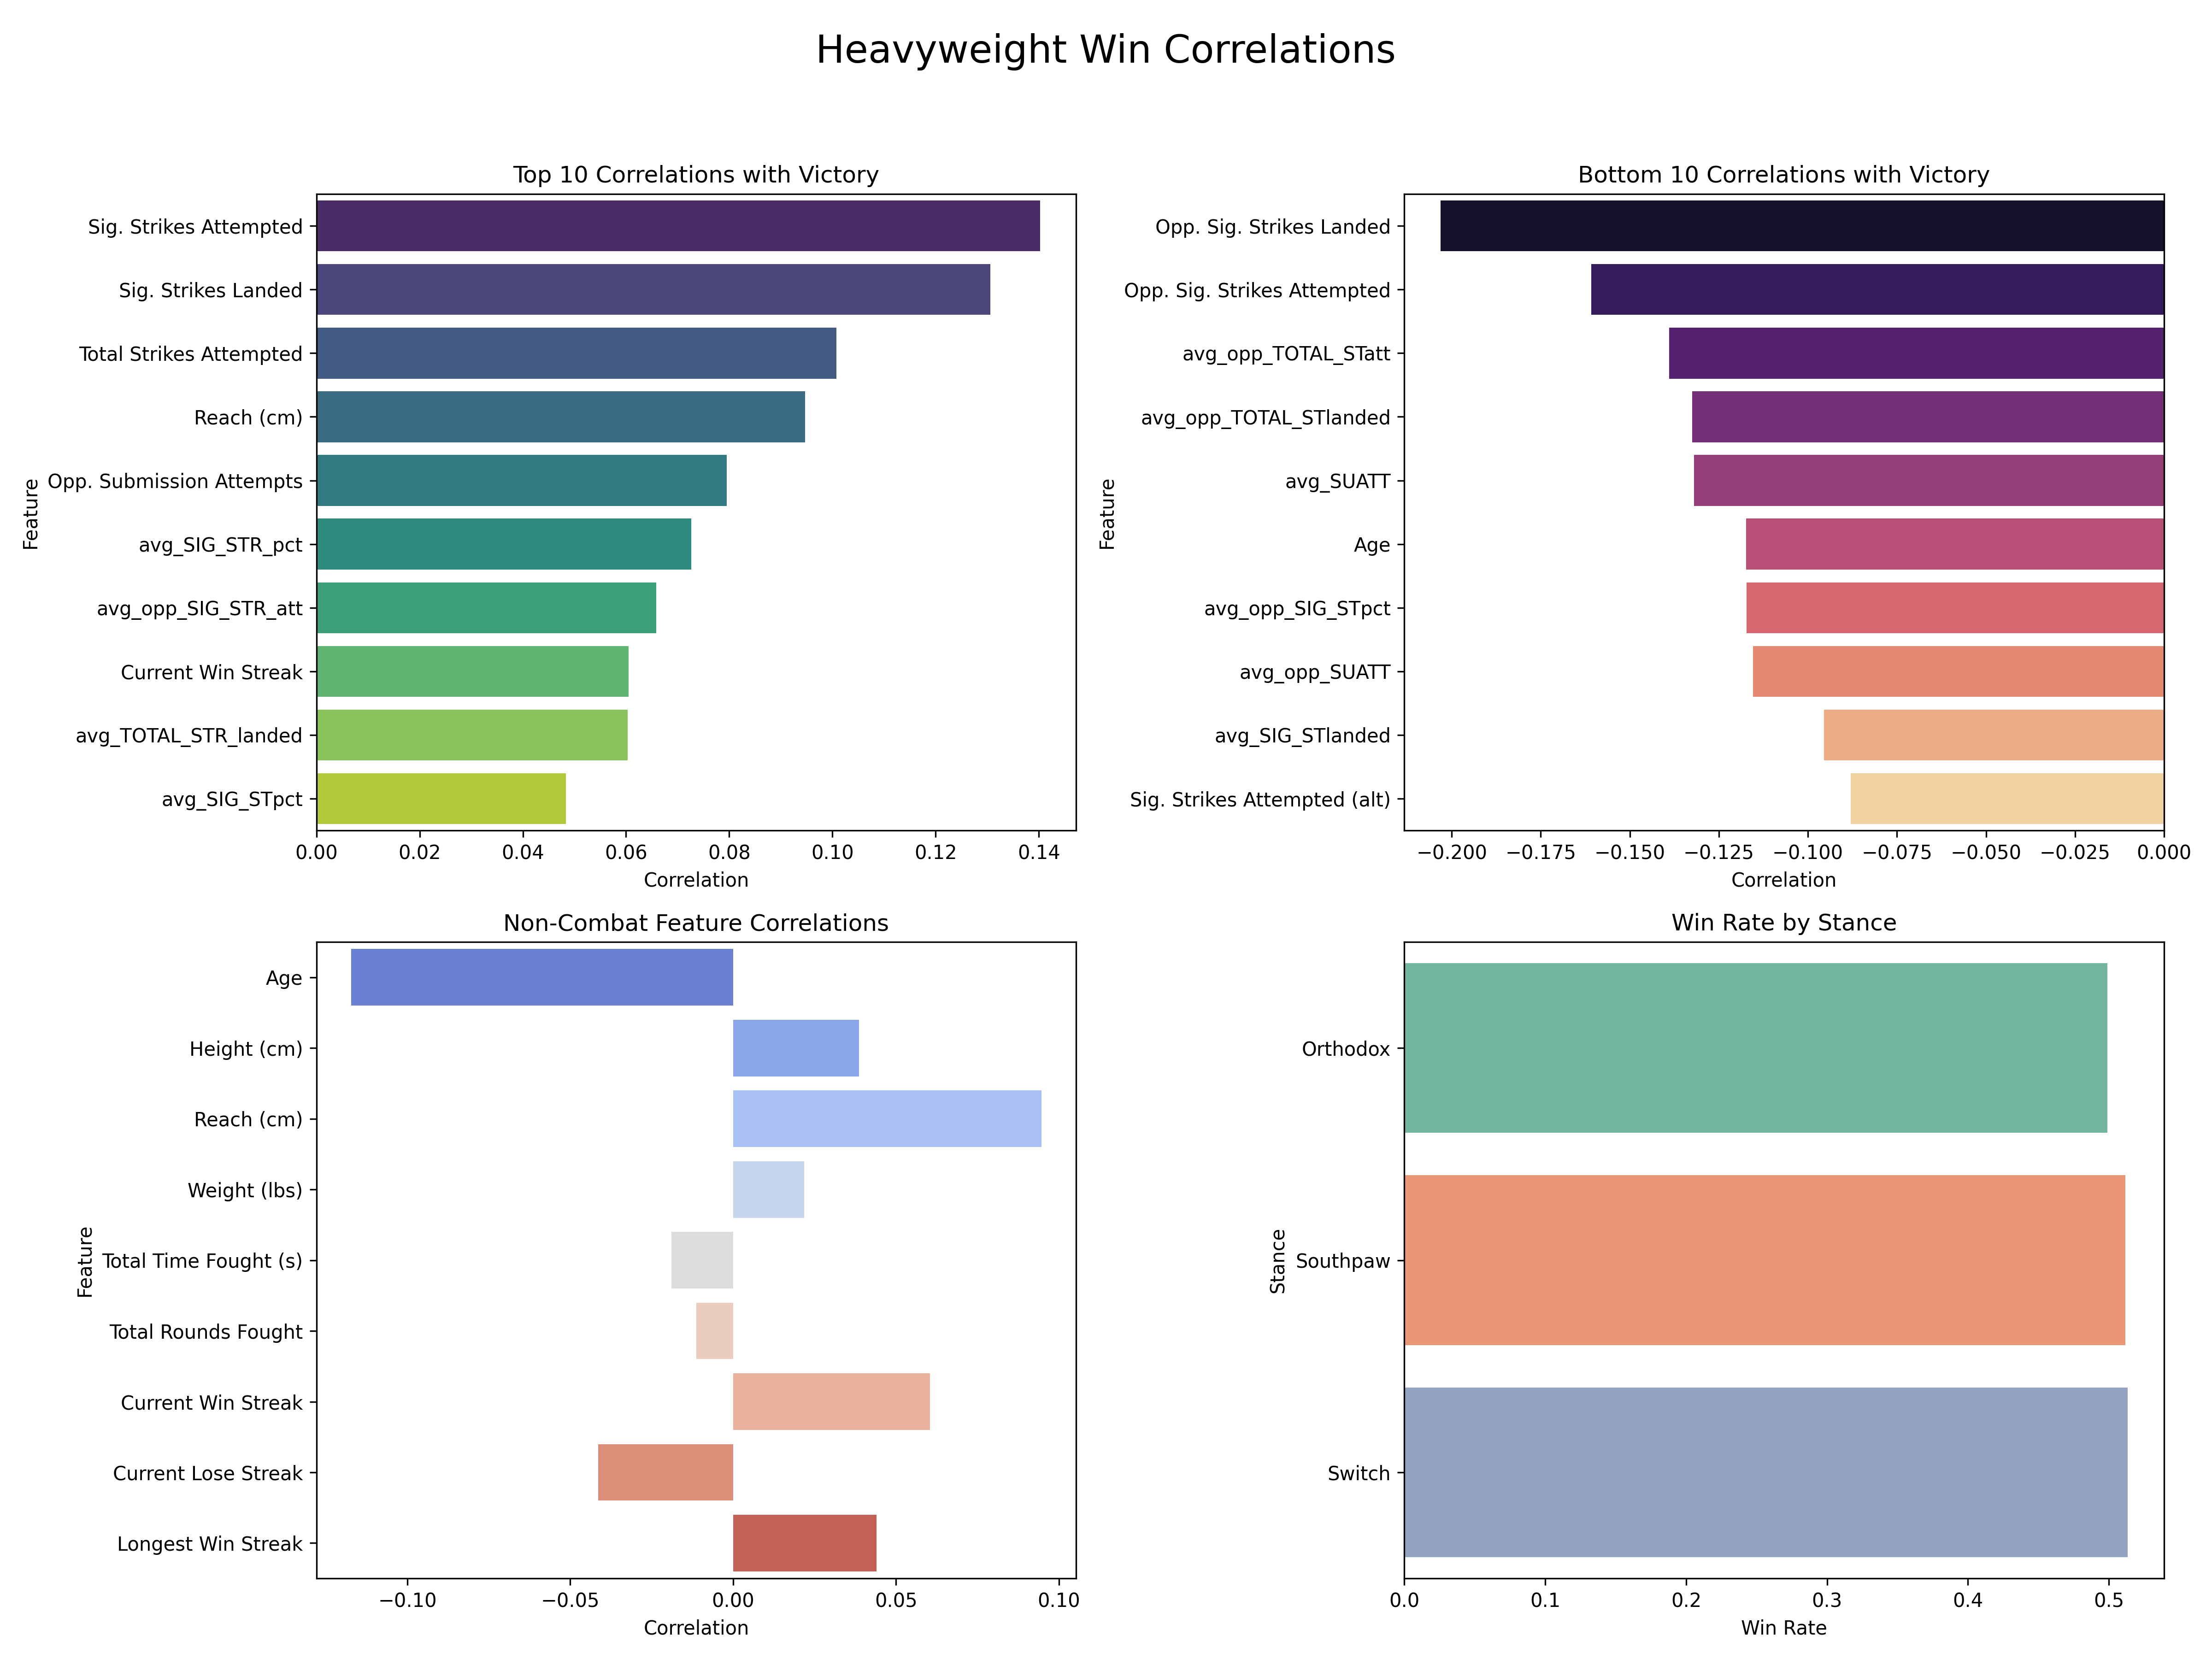 Heavyweight Win Correlations
Top 10 Correlations with Victory
Feature
Sig. Strikes Attempted
Sig. Strikes Landed
Total Strikes Attempted
Reach (cm)
Opp. Submission Attempts
avg_SIG_STR_pct
avg_opp_SIG_STR_att
Current Win Streak
avg_TOTAL_STR_landed
avg_SIG_STpct
0.00 0.02 0.04 0.06 0.08 0.10 0.12 0.14
Correlation
Bottom 10 Correlations with Victory
Feature
Opp. Sig. Strikes Landed
Opp. Sig. Strikes Attempted
avg_opp_TOTAL_STatt
avg_opp_TOTAL_STlanded
avg_SUATT
Age
avg_opp_SIG_STpct
avg_opp_SUATT
avg_SIG_STlanded
Sig. Strikes Attempted (alt)
−0.200 −0.175 −0.150 −0.125 −0.100 −0.075 −0.050 −0.025 0.000
Correlation
Non-Combat Feature Correlations
Feature
Age
Height (cm)
Reach (cm)
Weight (lbs)
Total Time Fought (s)
Total Rounds Fought
Current Win Streak
Current Lose Streak
Longest Win Streak
−0.10 −0.05 0.00 0.05 0.10
Correlation
Win Rate by Stance
Stance
Orthodox
Southpaw
Switch
0.0 0.1 0.2 0.3 0.4 0.5
Win Rate